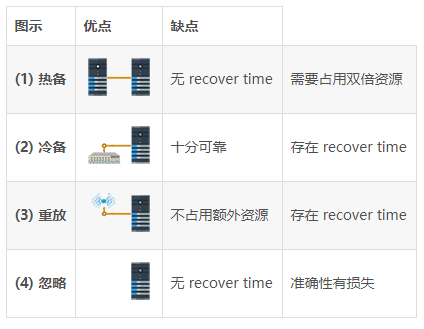 图示 优点 缺点
(1) 热备 无 recover time 需要占用双倍资源
(2) 冷备 十分可靠 存在 recover time
(3) 重放 不占用额外资源 存在 recover time
(4) 忽略 无 recover time 准确性有损失